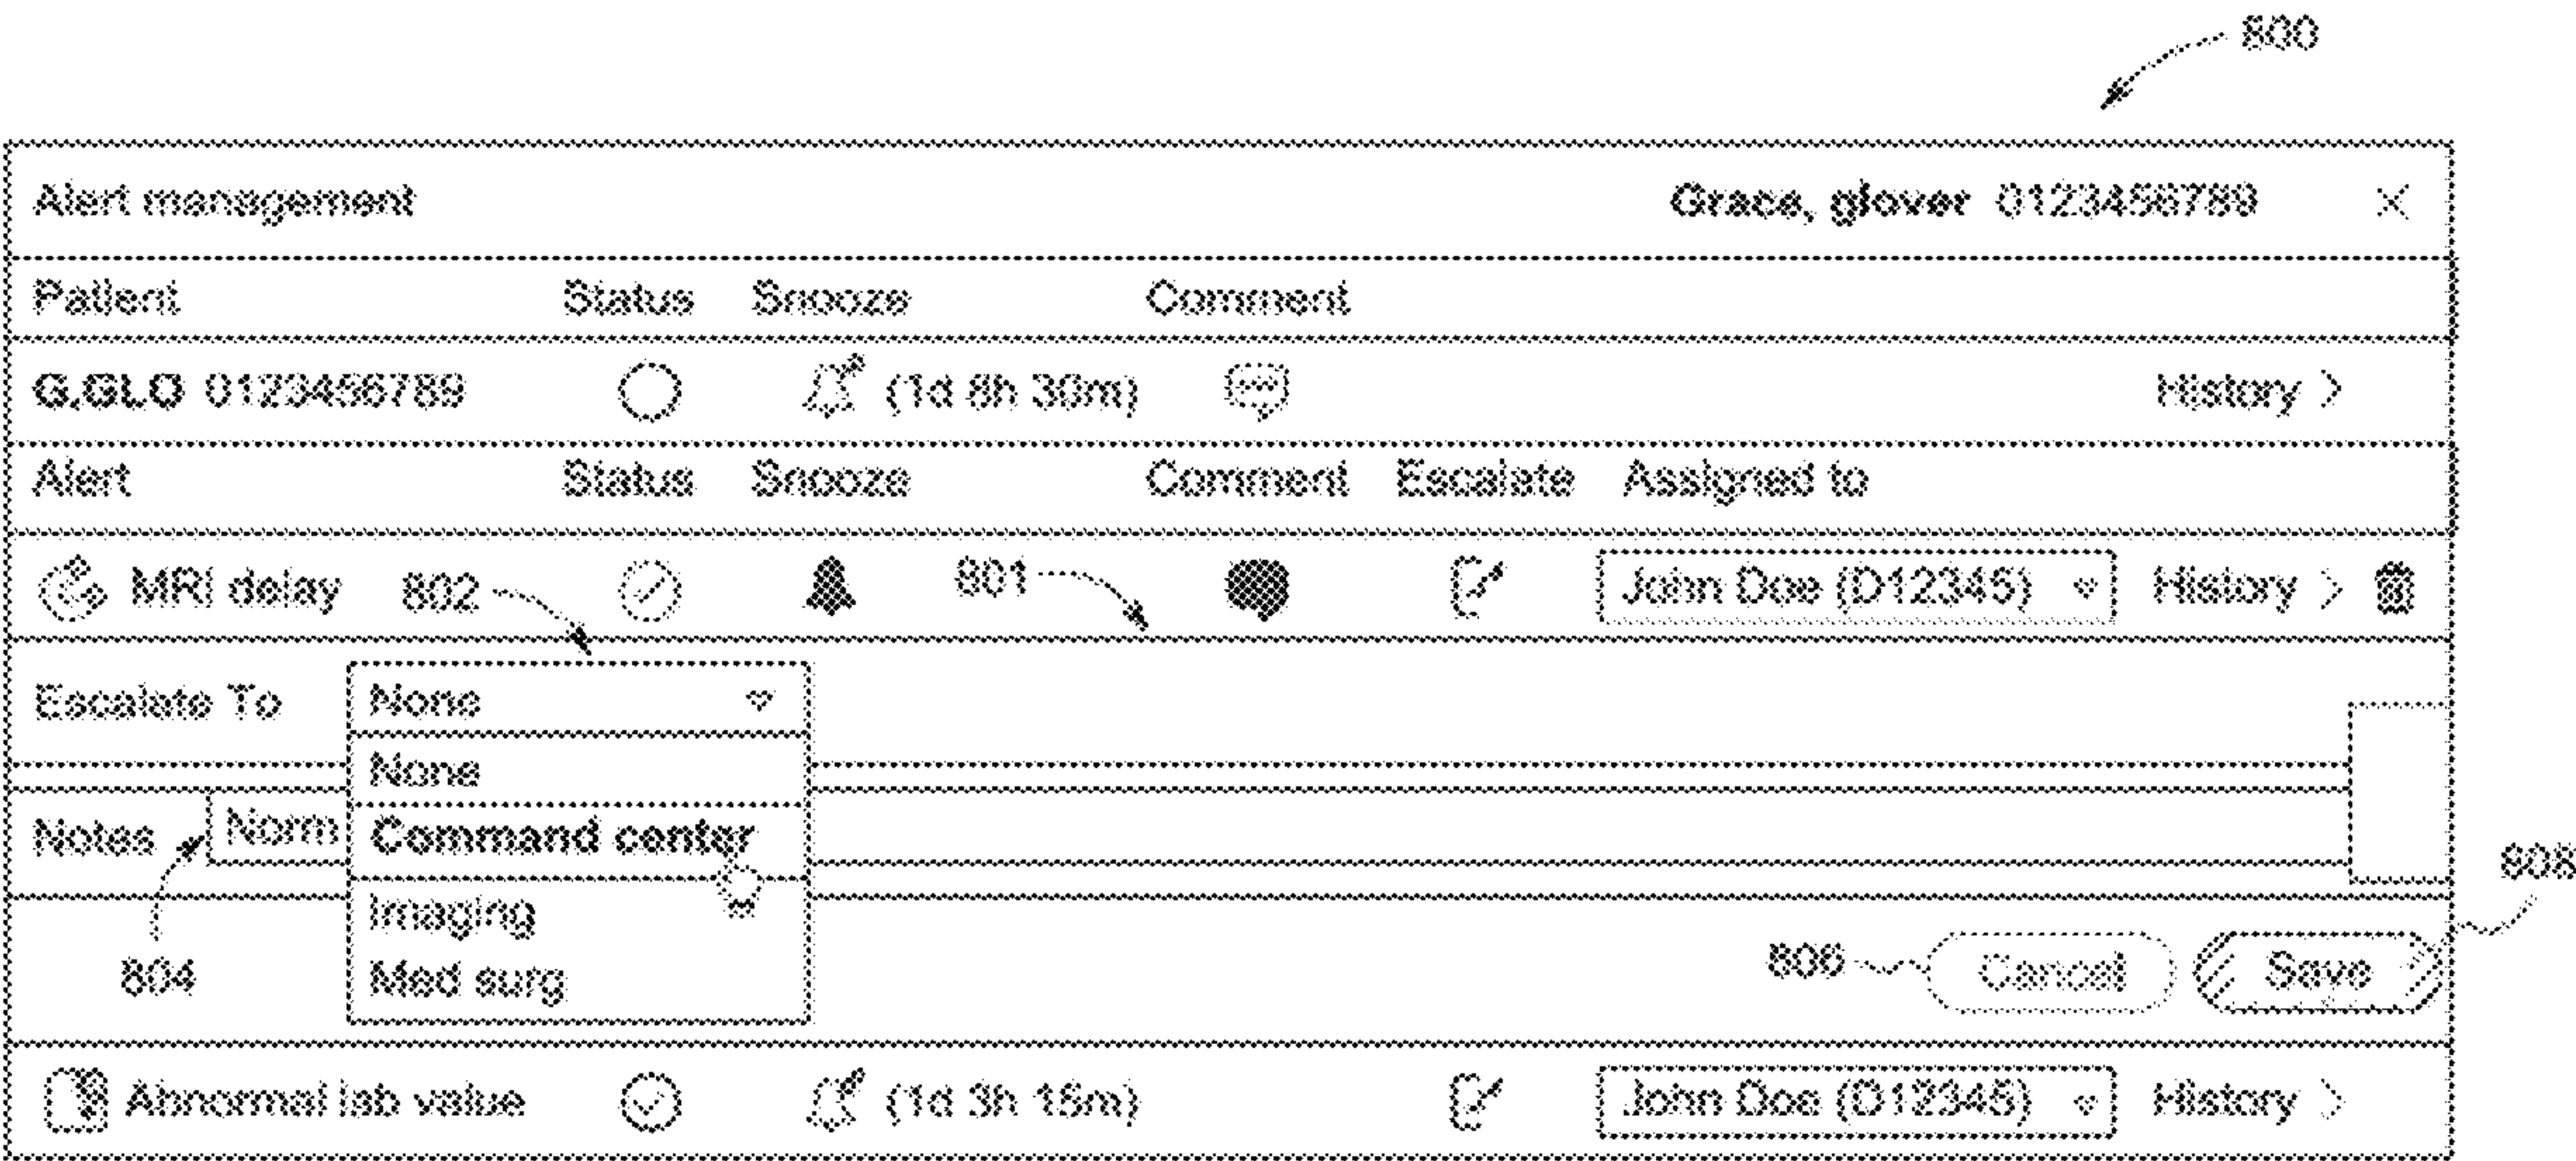 800
Alert management Grace, glover 0123456789
Patient Status Snooze Comment
G.GLO 0123456789 (1d 8h 30m) History >
Alert Status Snooze Comment Escalate Assigned to
MRI delay 802 801 John Doe (D12345) History >
Escalate To None
None
Notes Norm Command center
808
Imaging
804 Med surg 806 Cancel Save
Abnormal lab value (1d 3h 15m) John Doe (D12345) History >